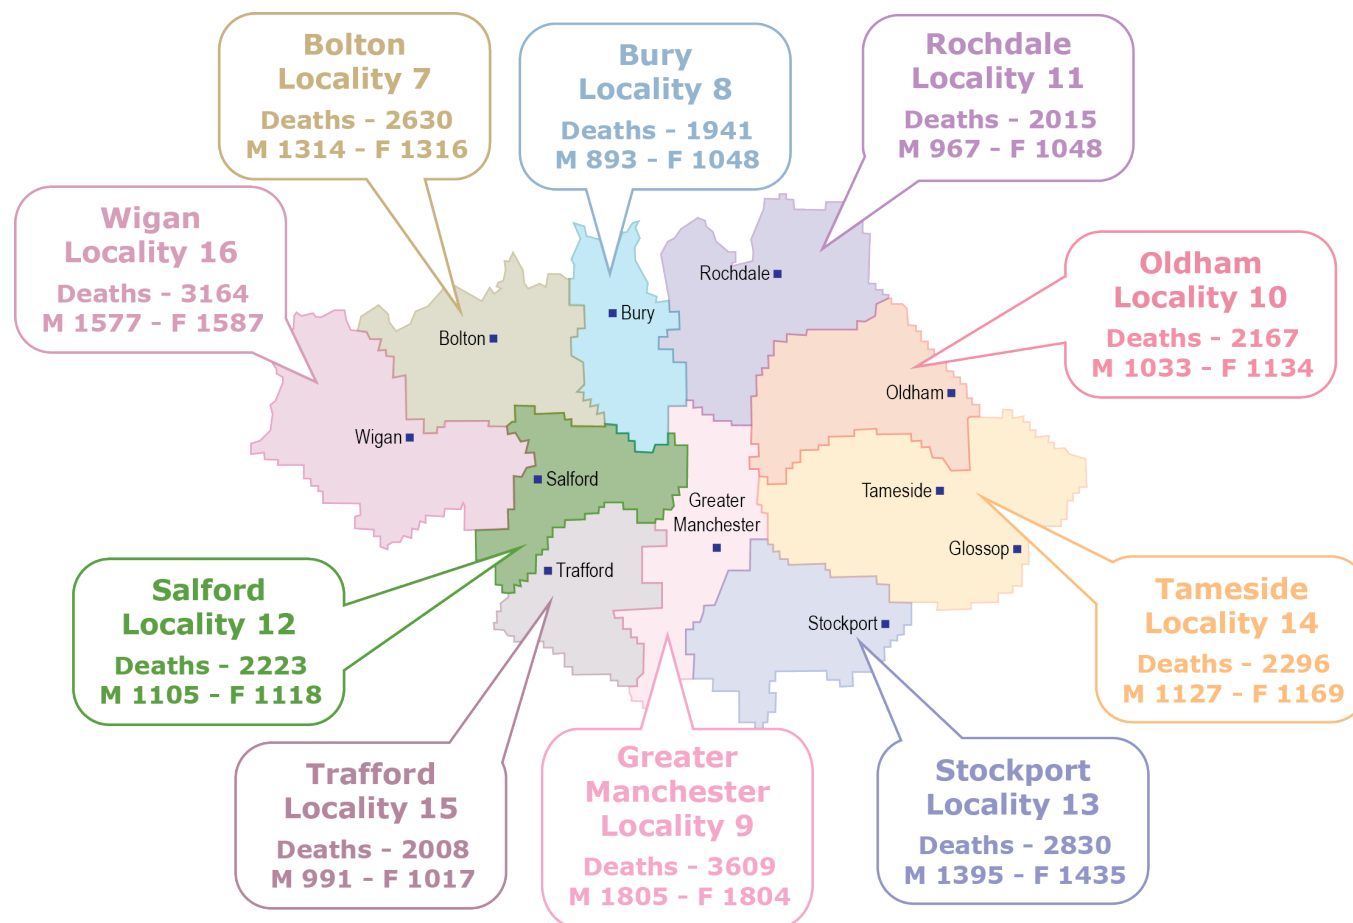 Bolton
Locality 7
Deaths - 2630
M 1314 - F 1316
Bury
Locality 8
Deaths - 1941
M 893 - F 1048
Rochdale
Locality 11
Deaths - 2015
M 967 - F 1048
Wigan
Locality 16
Deaths - 3164
M 1577 - F 1587
Oldham
Locality 10
Deaths - 2167
M 1033 - F 1134
Rochdale
Bury
Bolton
Oldham
Wigan
Salford
Tameside
Greater
Manchester
Glossop
Trafford
Stockport
Salford
Locality 12
Deaths - 2223
M 1105 - F 1118
Tameside
Locality 14
Deaths - 2296
M 1127 - F 1169
Trafford
Locality 15
Deaths - 2008
M 991 - F 1017
Greater
Manchester
Locality 9
Deaths - 3609
M 1805 - F 1804
Stockport
Locality 13
Deaths - 2830
M 1395 - F 1435